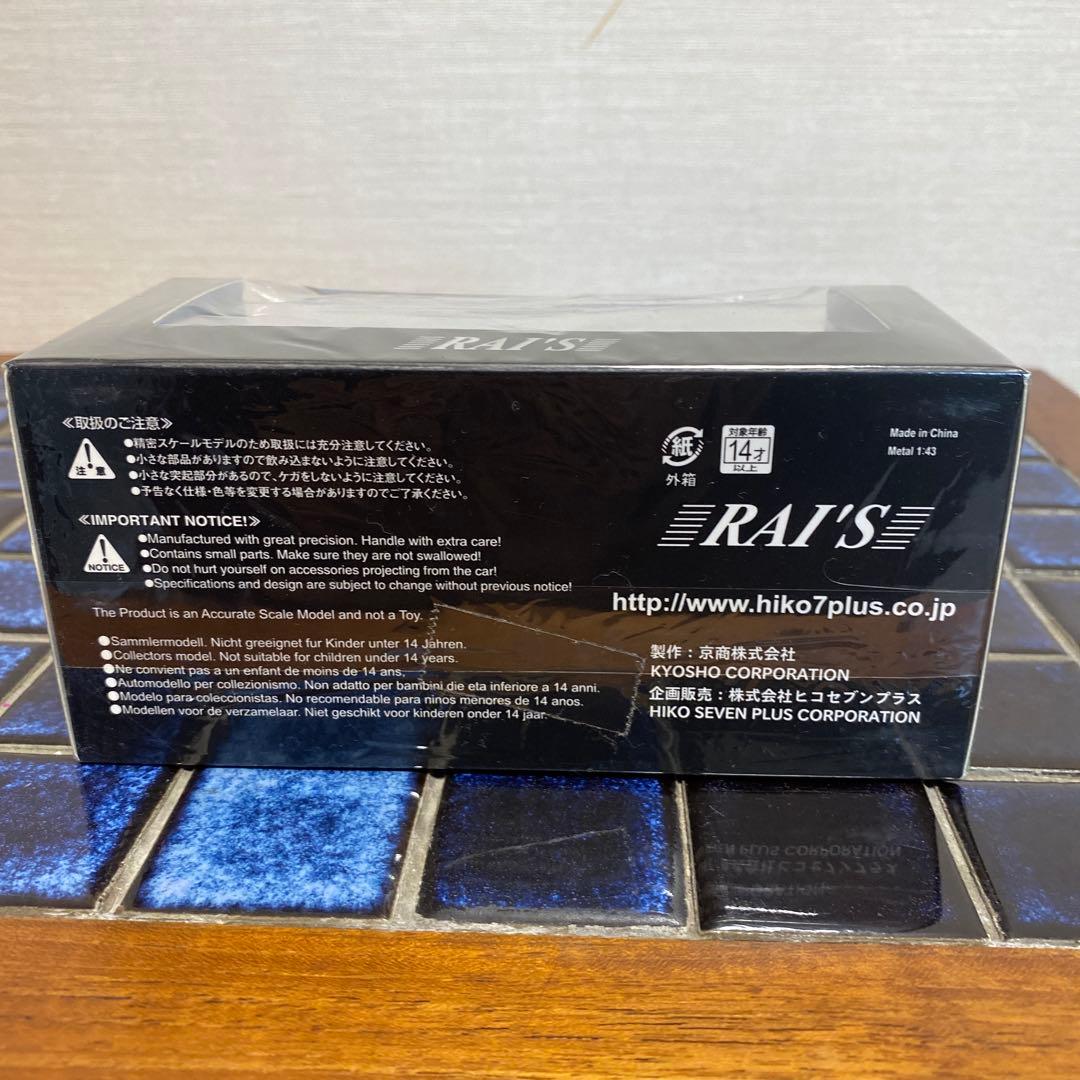 RAI'S
≪取扱のご注意≫
注意
●精密スケールモデルのため取扱には充分注意してください。
●小さな部品がありますので飲み込まないように注意してください。
●小さな突起部分があるので、ケガをしないように注意してください。
●予告なく仕様・色等を変更する場合がありますのでご了承ください。
≪IMPORTANT NOTICE!≫
NOTICE
●Manufactured with great precision. Handle with extra care!
●Contains small parts. Make sure they are not swallowed!
●Do not hurt yourself on accessories projecting from the car!
●Specifications and design are subject to change without previous notice!
The Product is an Accurate Scale Model and not a Toy.
●Sammlermodell. Nicht greeignet fur Kinder unter 14 Jahren.
●Collectors model. Not suitable for children under 14 years.
●Ne convient pas a un enfant de moins de 14 ans,
●Automodello per collezionismo. Non adatto per bambini die eta inferiore a 14 anni.
●Modelo para coleccionistas. No recomendable para ninos menores de 14 anos.
●Modellen voor de verzamelaar. Niet geschikt voor kinderen onder 14 jaar.
紙
外箱
対象年齢
14才
以上
Made in China
Metal 1:43
RAI'S
http://www.hiko7plus.co.jp
製作：京商株式会社
KYOSHO CORPORATION
企画販売：株式会社ヒコセブンプラス
HIKO SEVEN PLUS CORPORATION